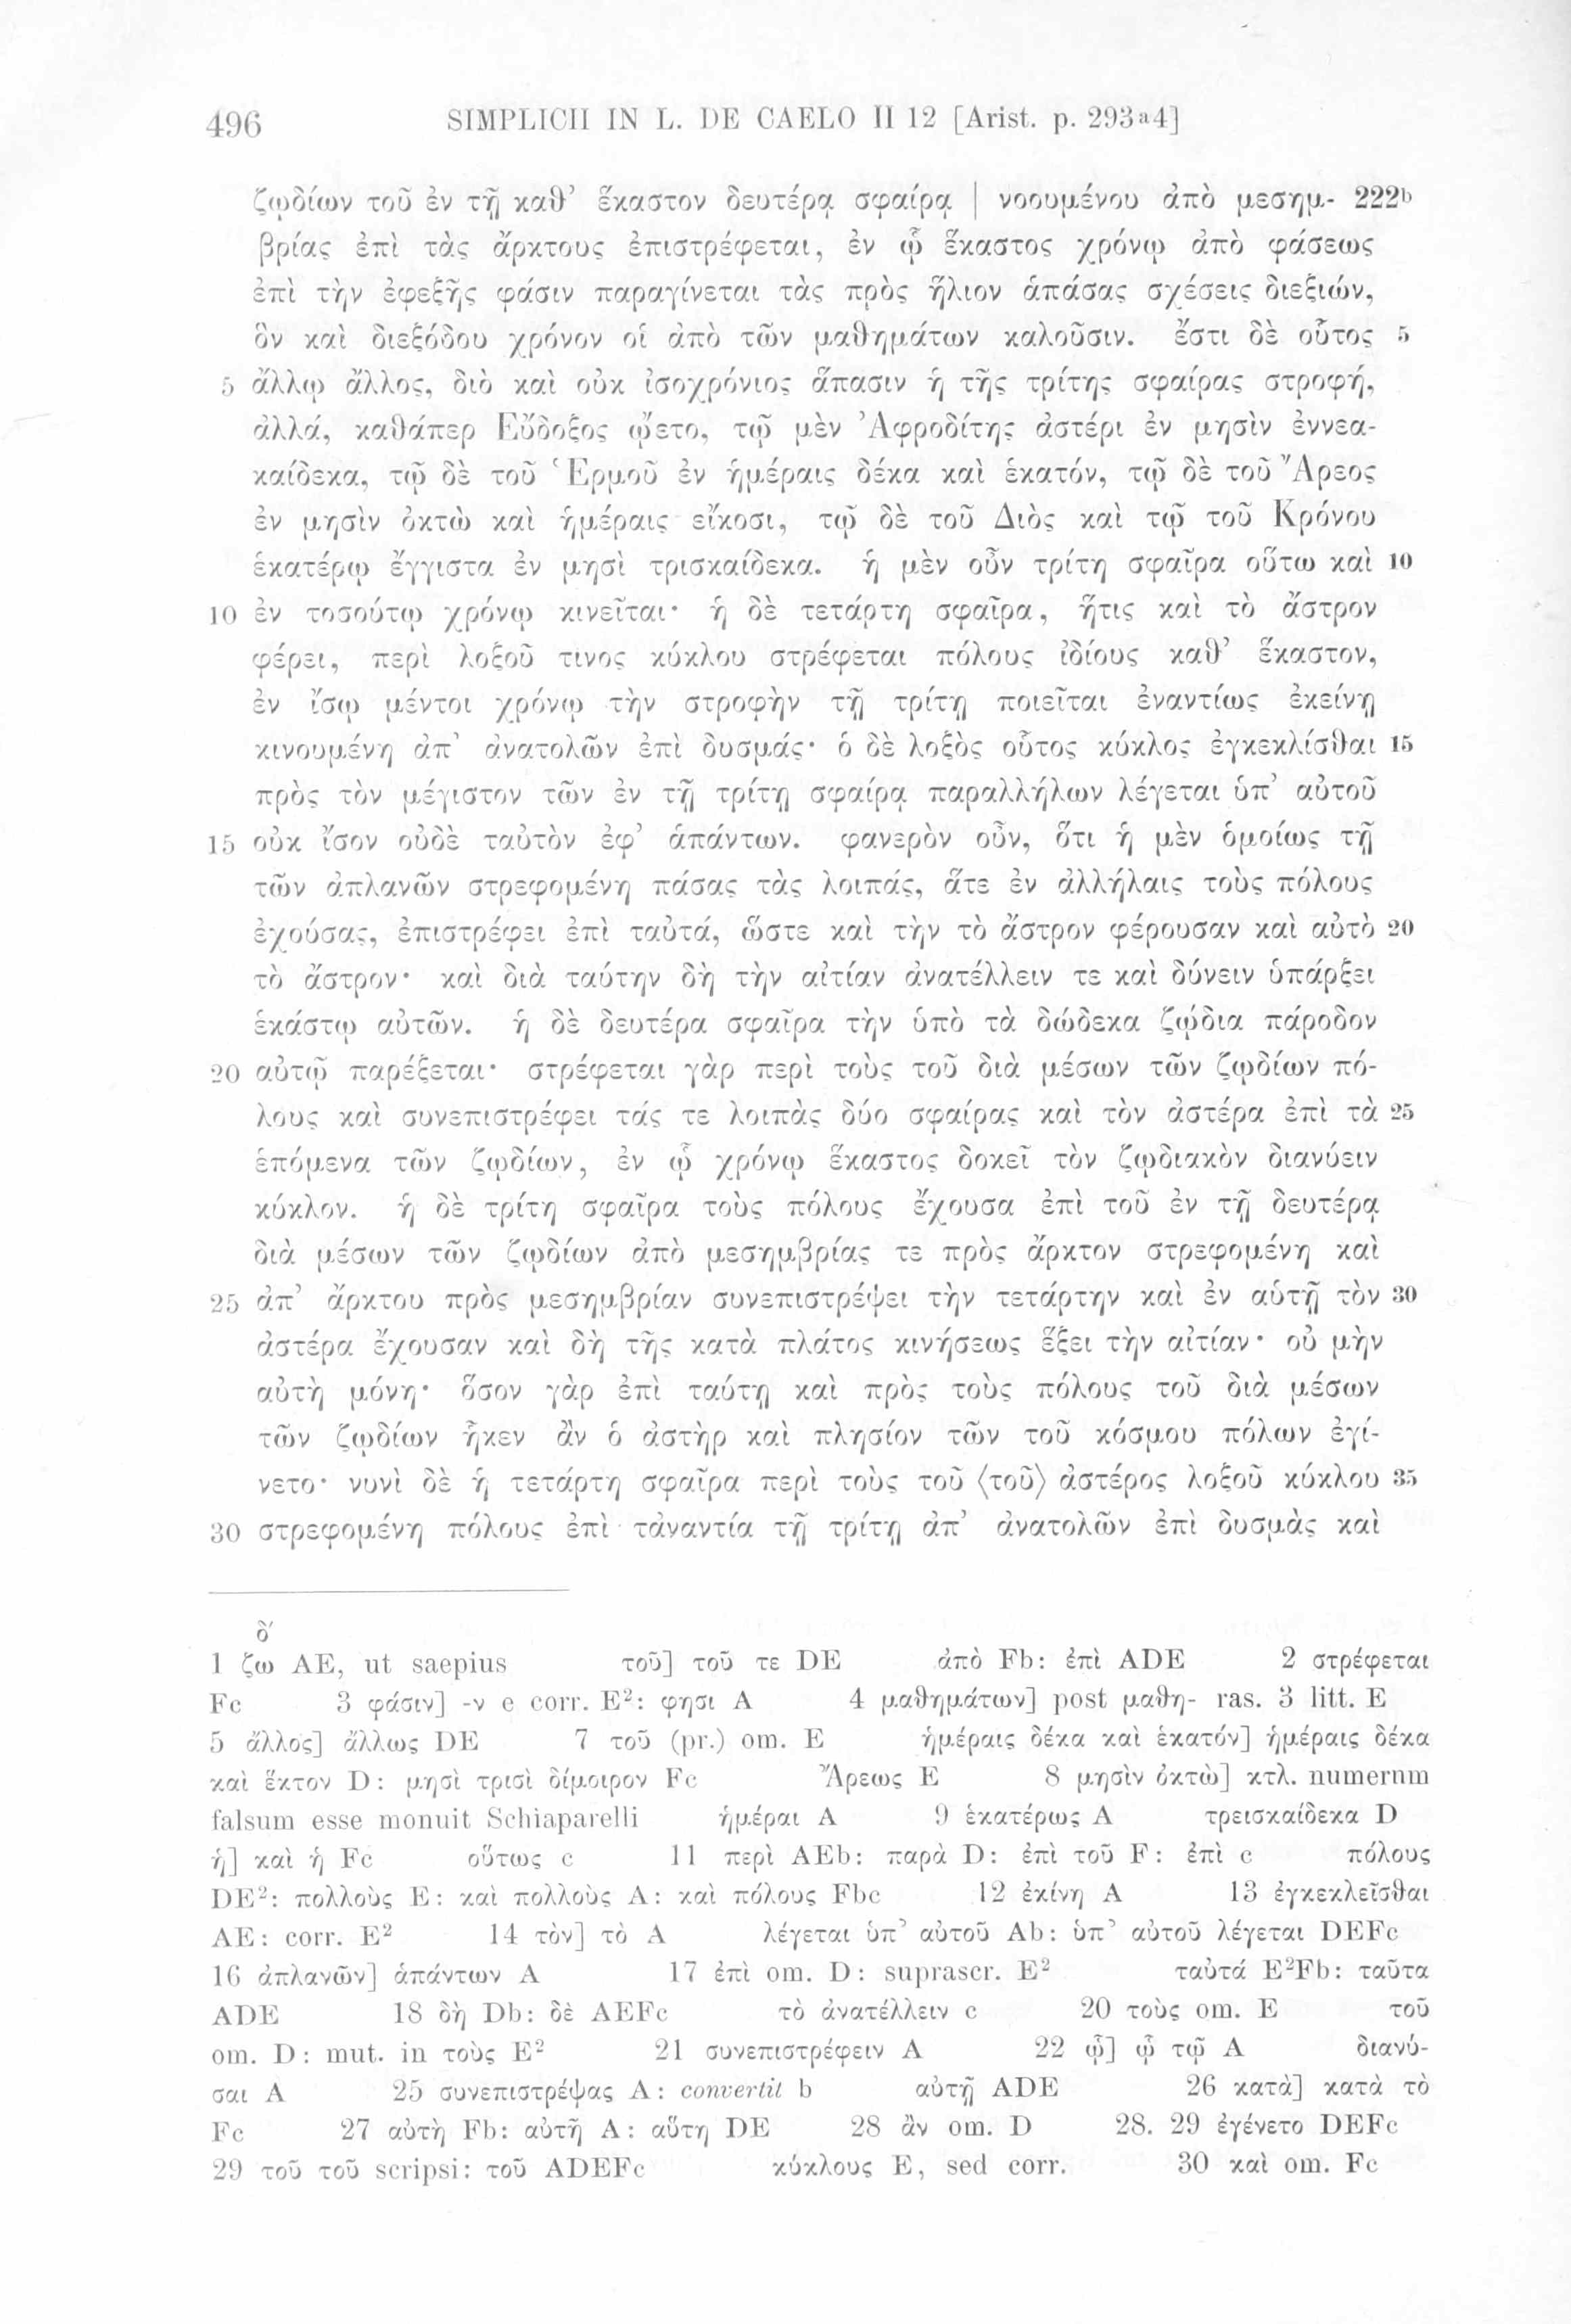 496 SIMPLICII IN L. DE CAELO II 12 [Arist. p. 293a4]
ζῳδίων τοῦ ἐν τῇ καθ’ ἕκαστον δευτέρᾳ σφαίρᾳ | νοουμένου ἀπὸ μεσημ- 222b
βρίας ἐπὶ τὰς ἄρκτους ἐπιστρέφεται, ἐν ᾧ ἕκαστος χρόνῳ ἀπὸ φάσεως
ἐπὶ τὴν ἐφεξῆς φάσιν παραγίνεται τὰς πρὸς ἥλιον ἁπάσας σχέσεις διεξιών,
ὃν καὶ διεξόδου χρόνον οἱ ἀπὸ τῶν μαθημάτων καλοῦσιν. ἔστι δὲ οὗτος 5
5 ἄλλῳ ἄλλος, διὸ καὶ οὐκ ἰσοχρόνιος ἅπασιν ἡ τῆς τρίτης σφαίρας στροφή,
ἀλλά, καθάπερ Εὔδοξος ᾤετο, τῷ μὲν Ἀφροδίτης ἀστέρι ἐν μησὶν ἐννεα-
καίδεκα, τῷ δὲ τοῦ Ἑρμοῦ ἐν ἡμέραις δέκα καὶ ἑκατόν, τῷ δὲ τοῦ Ἄρεος
ἐν μησὶν ὀκτὼ καὶ ἡμέραις εἴκοσι, τῷ δὲ τοῦ Διὸς καὶ τῷ τοῦ Κρόνου
ἑκατέρῳ ἔγγιστα ἐν μησὶ τρισκαίδεκα. ἡ μὲν οὖν τρίτη σφαῖρα οὕτω καὶ 10
10 ἐν τοσούτῳ χρόνῳ κινεῖται· ἡ δὲ τετάρτη σφαῖρα, ἥτις καὶ τὸ ἄστρον
φέρει, περὶ λοξοῦ τινος κύκλου στρέφεται πόλους ἰδίους καθ’ ἕκαστον,
ἐν ἴσῳ μέντοι χρόνῳ τὴν στροφὴν τῇ τρίτῃ ποιεῖται ἐναντίως ἐκείνῃ
κινουμένη ἀπ’ ἀνατολῶν ἐπὶ δυσμάς· ὁ δὲ λοξὸς οὗτος κύκλος ἐγκεκλίσθαι 15
πρὸς τὸν μέγιστον τῶν ἐν τῇ τρίτῃ σφαίρᾳ παραλλήλων λέγεται ὑπ’ αὐτοῦ
15 οὐκ ἴσον οὐδὲ ταὐτὸν ἐφ’ ἁπάντων. φανερὸν οὖν, ὅτι ἡ μὲν ὁμοίως τῇ
τῶν ἀπλανῶν στρεφομένη πάσας τὰς λοιπάς, ἅτε ἐν ἀλλήλαις τοὺς πόλους
ἐχούσας, ἐπιστρέφει ἐπὶ ταὐτά, ὥστε καὶ τὴν τὸ ἄστρον φέρουσαν καὶ αὐτὸ 20
τὸ ἄστρον· καὶ διὰ ταύτην δὴ τὴν αἰτίαν ἀνατέλλειν τε καὶ δύνειν ὑπάρξει
ἑκάστῳ αὐτῶν. ἡ δὲ δευτέρα σφαῖρα τὴν ὑπὸ τὰ δώδεκα ζῴδια πάροδον
20 αὐτῷ παρέξεται· στρέφεται γὰρ περὶ τοὺς τοῦ διὰ μέσων τῶν ζῳδίων πό-
λους καὶ συνεπιστρέφει τάς τε λοιπὰς δύο σφαίρας καὶ τὸν ἀστέρα ἐπὶ τὰ 25
ἑπόμενα τῶν ζῳδίων, ἐν ᾧ χρόνῳ ἕκαστος δοκεῖ τὸν ζῳδιακὸν διανύειν
κύκλον. ἡ δὲ τρίτη σφαῖρα τοὺς πόλους ἔχουσα ἐπὶ τοῦ ἐν τῇ δευτέρᾳ
διὰ μέσων τῶν ζῳδίων ἀπὸ μεσημβρίας τε πρὸς ἄρκτον στρεφομένη καὶ
25 ἀπ’ ἄρκτου πρὸς μεσημβρίαν συνεπιστρέψει τὴν τετάρτην καὶ ἐν αὑτῇ τὸν 30
ἀστέρα ἔχουσαν καὶ δὴ τῆς κατὰ πλάτος κινήσεως ἕξει τὴν αἰτίαν· οὐ μὴν
αὐτὴ μόνη· ὅσον γὰρ ἐπὶ ταύτῃ καὶ πρὸς τοὺς πόλους τοῦ διὰ μέσων
τῶν ζῳδίων ἧκεν ἂν ὁ ἀστὴρ καὶ πλησίον τῶν τοῦ κόσμου πόλων ἐγί-
νετο· νυνὶ δὲ ἡ τετάρτη σφαῖρα περὶ τοὺς τοῦ ⟨τοῦ⟩ ἀστέρος λοξοῦ κύκλου 35
30 στρεφομένη πόλους ἐπὶ τἀναντία τῇ τρίτῃ ἀπ’ ἀνατολῶν ἐπὶ δυσμὰς καὶ
δ′
1 ζω AE, ut saepius τοῦ] τοῦ τε DE ἀπὸ Fb: ἐπὶ ADE 2 στρέφεται
Fc 3 φάσιν] -ν e corr. E²: φησι A 4 μαθημάτων] post μαθη- ras. 3 litt. E
5 ἄλλος] ἄλλως DE 7 τοῦ (pr.) om. E ἡμέραις δέκα καὶ ἑκατόν] ἡμέραις δέκα
καὶ ἕκτον D: μησὶ τρισὶ δίμοιρον Fc Ἄρεως E 8 μησὶν ὀκτὼ] κτλ. numerum
falsum esse monuit Schiaparelli ἡμέραι A 9 ἑκατέρως A τρεισκαίδεκα D
ἡ] καὶ ἡ Fc οὕτως c 11 περὶ AEb: παρὰ D: ἐπὶ τοῦ F: ἐπὶ c πόλους
DE²: πολλοὺς E: καὶ πολλοὺς A: καὶ πόλους Fbc 12 ἐκίνη A 13 ἐγκεκλεῖσθαι
AE: corr. E² 14 τὸν] τὸ A λέγεται ὑπ’ αὐτοῦ Ab: ὑπ’ αὐτοῦ λέγεται DEFc
16 ἀπλανῶν] ἁπάντων A 17 ἐπὶ om. D: suprascr. E² ταὐτά E²Fb: ταῦτα
ADE 18 δὴ Db: δὲ AEFc τὸ ἀνατέλλειν c 20 τοὺς om. E τοῦ
om. D: mut. in τοὺς E² 21 συνεπιστρέφειν A 22 ᾧ] ᾧ τῷ A διανύ-
σαι A 25 συνεπιστρέψας A: convertit b αὐτῇ ADE 26 κατὰ] κατὰ τὸ
Fc 27 αὐτὴ Fb: αὐτῇ A: αὕτη DE 28 ἂν om. D 28. 29 ἐγένετο DEFc
29 τοῦ τοῦ scripsi: τοῦ ADEFc κύκλους E, sed corr. 30 καὶ om. Fc